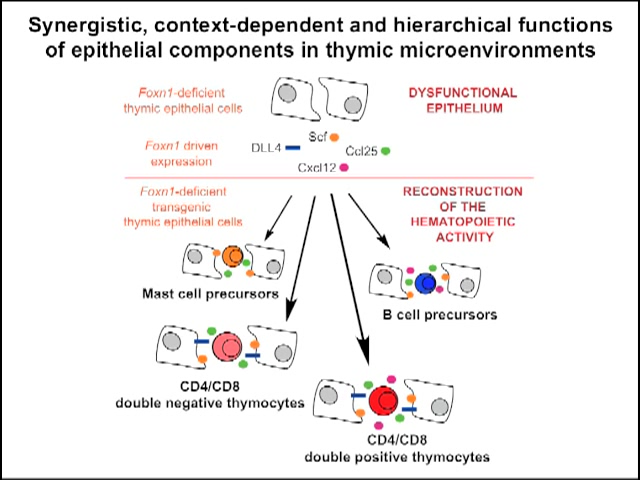 Synergistic, context-dependent and hierarchical functions
of epithelial components in thymic microenvironments
Foxn1-deficient
thymic epithelial cells
DYSFUNCTIONAL
EPITHELIUM
Foxn1 driven
expression
DLL4
Scf
Ccl25
Cxcl12
Foxn1-deficient
transgenic
thymic epithelial cells
RECONSTRUCTION
OF THE
HEMATOPOIETIC
ACTIVITY
Mast cell precursors
B cell precursors
CD4/CD8
double negative thymocytes
CD4/CD8
double positive thymocytes